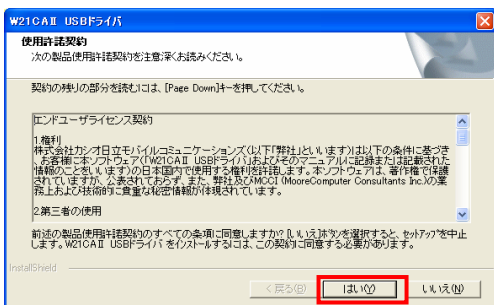 W21CAⅡ USBドライバ
使用許諾契約
次の製品使用許諾契約を注意深くお読みください。
契約の残りの部分を読むには、[Page Down]キーを押してください。
エンドユーザライセンス契約
1.権利
株式会社カシオ日立モバイルコミュニケーションズ(以下「弊社」といいます)は以下の条件に基づき
、お客様に本ソフトウェア(「W21CAⅡ USBドライバ」およびそのマニュアルに記録または記載された
情報のことをいいます)の日本国内で使用する権利を許諾します。本ソフトウェアは、著作権で保護
されていますが、公表されておらず、また、弊社及びMCCI (MooreComputer Consultants Inc.)の業
務上および技術的に貴重な秘密情報が体現されています。
2.第三者の使用
前述の製品使用許諾契約のすべての条項に同意しますか? [いいえ]ボタンを選択すると、セットアップを中止
します。W21CAⅡ USBドライバ をインストールするには、この契約に同意する必要があります。
InstallShield
< 戻る(B)
はい(Y)
いいえ(N)